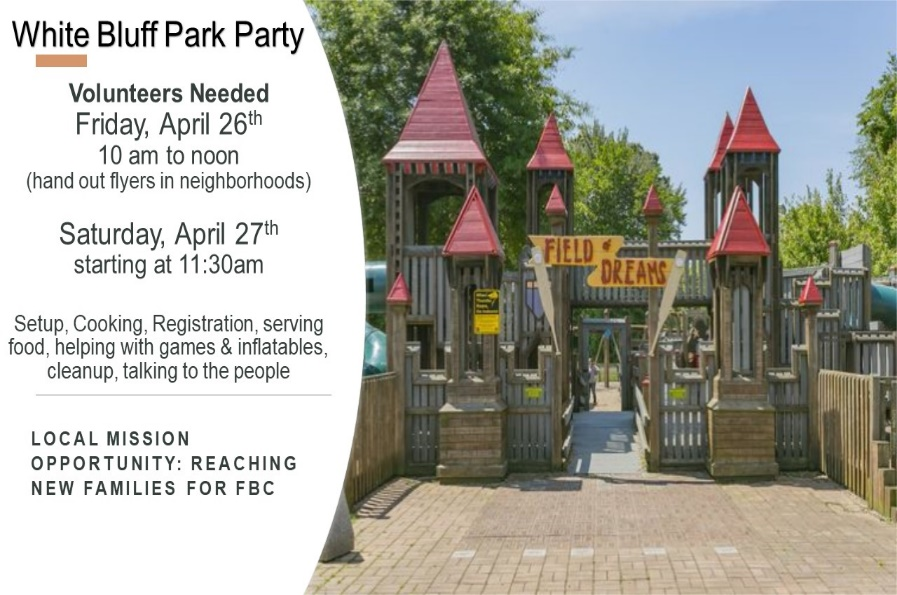 White Bluff Park Party
Volunteers Needed
Friday, April 26th
10 am to noon
(hand out flyers in neighborhoods)
Saturday, April 27th
starting at 11:30am
Setup, Cooking, Registration, serving
food, helping with games & inflatables,
cleanup, talking to the people
LOCAL MISSION
OPPORTUNITY: REACHING
NEW FAMILIES FOR FBC
FIELD of
DREAMS